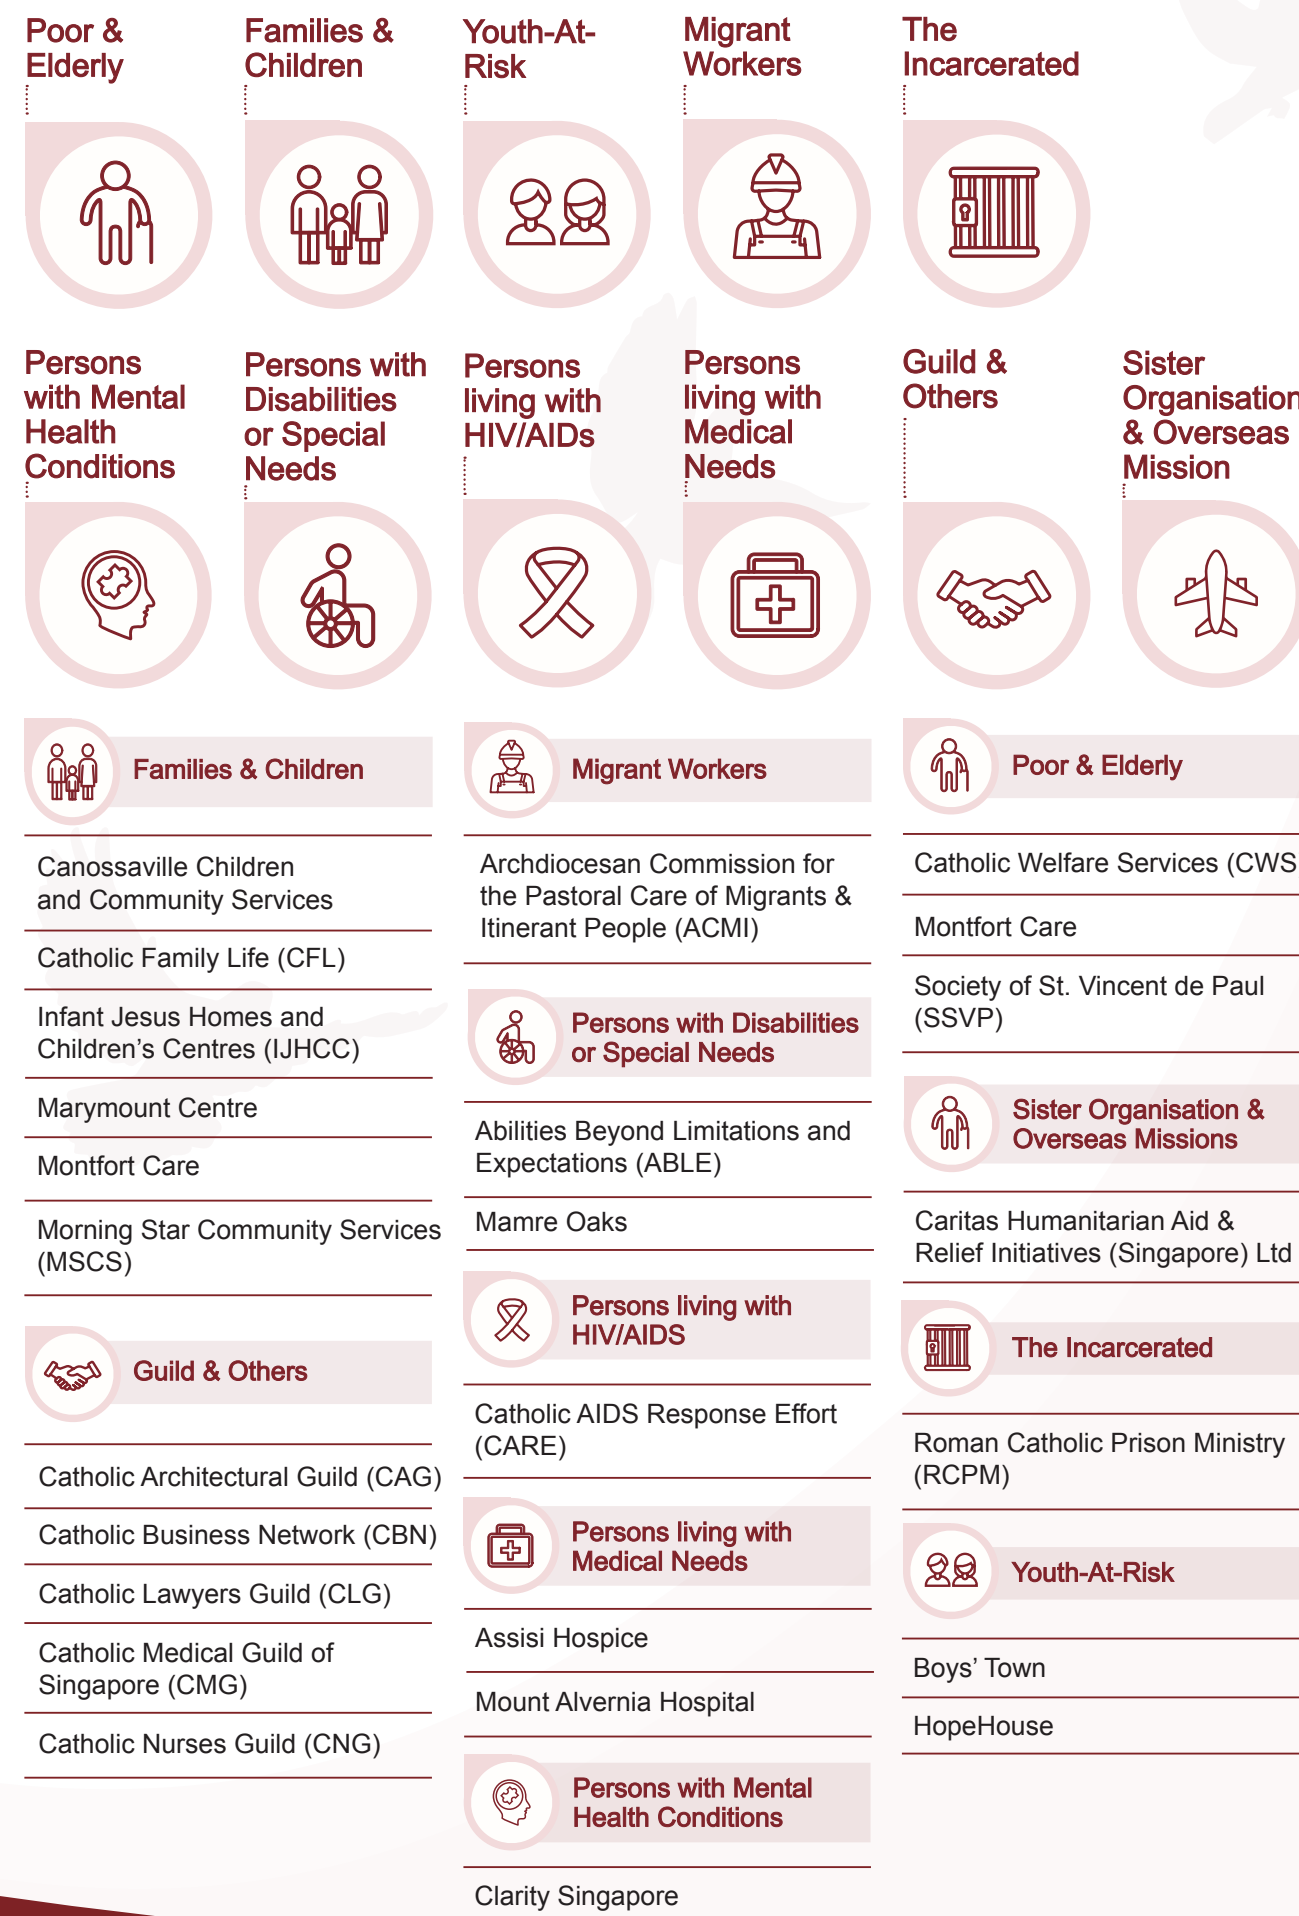 Poor &
Elderly
Families &
Children
Youth-At-
Risk
Migrant
Workers
The
Incarcerated
Persons
with Mental
Health
Conditions
Persons with
Disabilities
or Special
Needs
Persons
living with
HIV/AIDs
Persons
living with
Medical
Needs
Guild &
Others
Sister
Organisation
& Overseas
Mission
Families & Children
Canossaville Children
and Community Services
Catholic Family Life (CFL)
Infant Jesus Homes and
Children's Centres (IJHCC)
Marymount Centre
Montfort Care
Morning Star Community Services
(MSCS)
Guild & Others
Catholic Architectural Guild (CAG)
Catholic Business Network (CBN)
Catholic Lawyers Guild (CLG)
Catholic Medical Guild of
Singapore (CMG)
Catholic Nurses Guild (CNG)
Migrant Workers
Archdiocesan Commission for
the Pastoral Care of Migrants &
Itinerant People (ACMI)
Persons with Disabilities
or Special Needs
Abilities Beyond Limitations and
Expectations (ABLE)
Mamre Oaks
Persons living with
HIV/AIDS
Catholic AIDS Response Effort
(CARE)
Persons living with
Medical Needs
Assisi Hospice
Mount Alvernia Hospital
Persons with Mental
Health Conditions
Clarity Singapore
Poor & Elderly
Catholic Welfare Services (CWS
Montfort Care
Society of St. Vincent de Paul
(SSVP)
Sister Organisation &
Overseas Missions
Caritas Humanitarian Aid &
Relief Initiatives (Singapore) Ltd
The Incarcerated
Roman Catholic Prison Ministry
(RCPM)
Youth-At-Risk
Boys' Town
HopeHouse